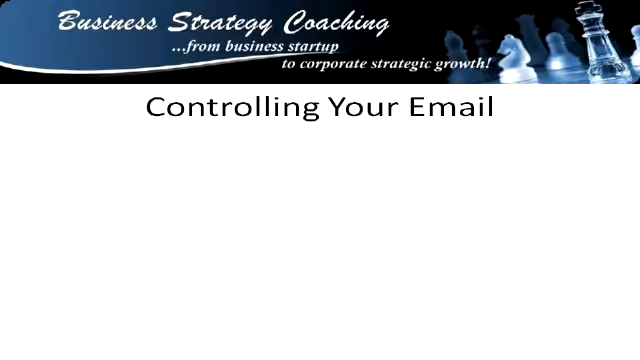 Business Strategy Coaching
...from business startup
to corporate strategic growth!
Controlling Your Email